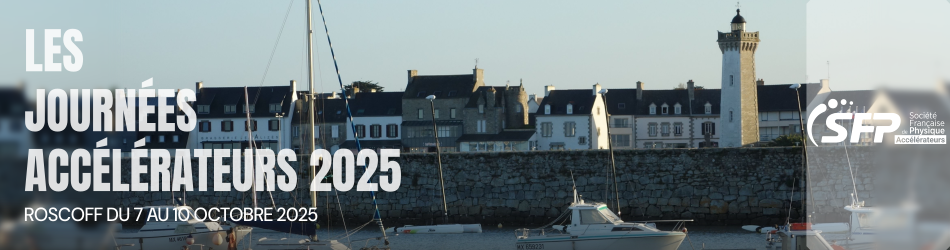 LES
JOURNÉES
ACCÉLÉRATEURS 2025
ROSCOFF DU 7 AU 10 OCTOBRE 2025
SFP
Société
Française
de Physique
Accélérateurs